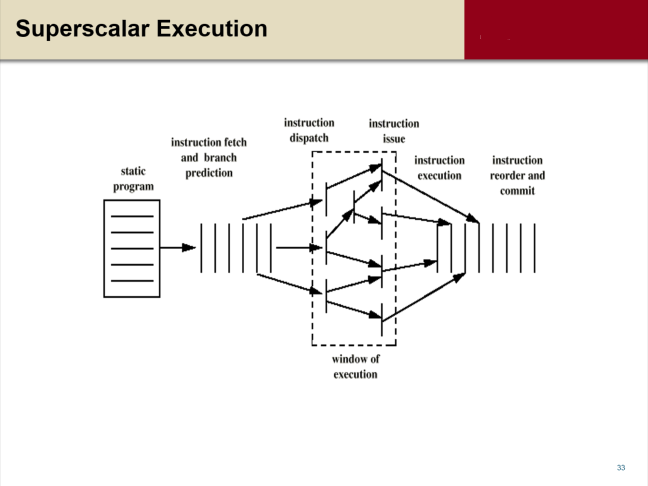 Superscalar Execution
instruction
dispatch
instruction
issue
instruction fetch
and branch
prediction
static
program
instruction
execution
instruction
reorder and
commit
window of
execution
33